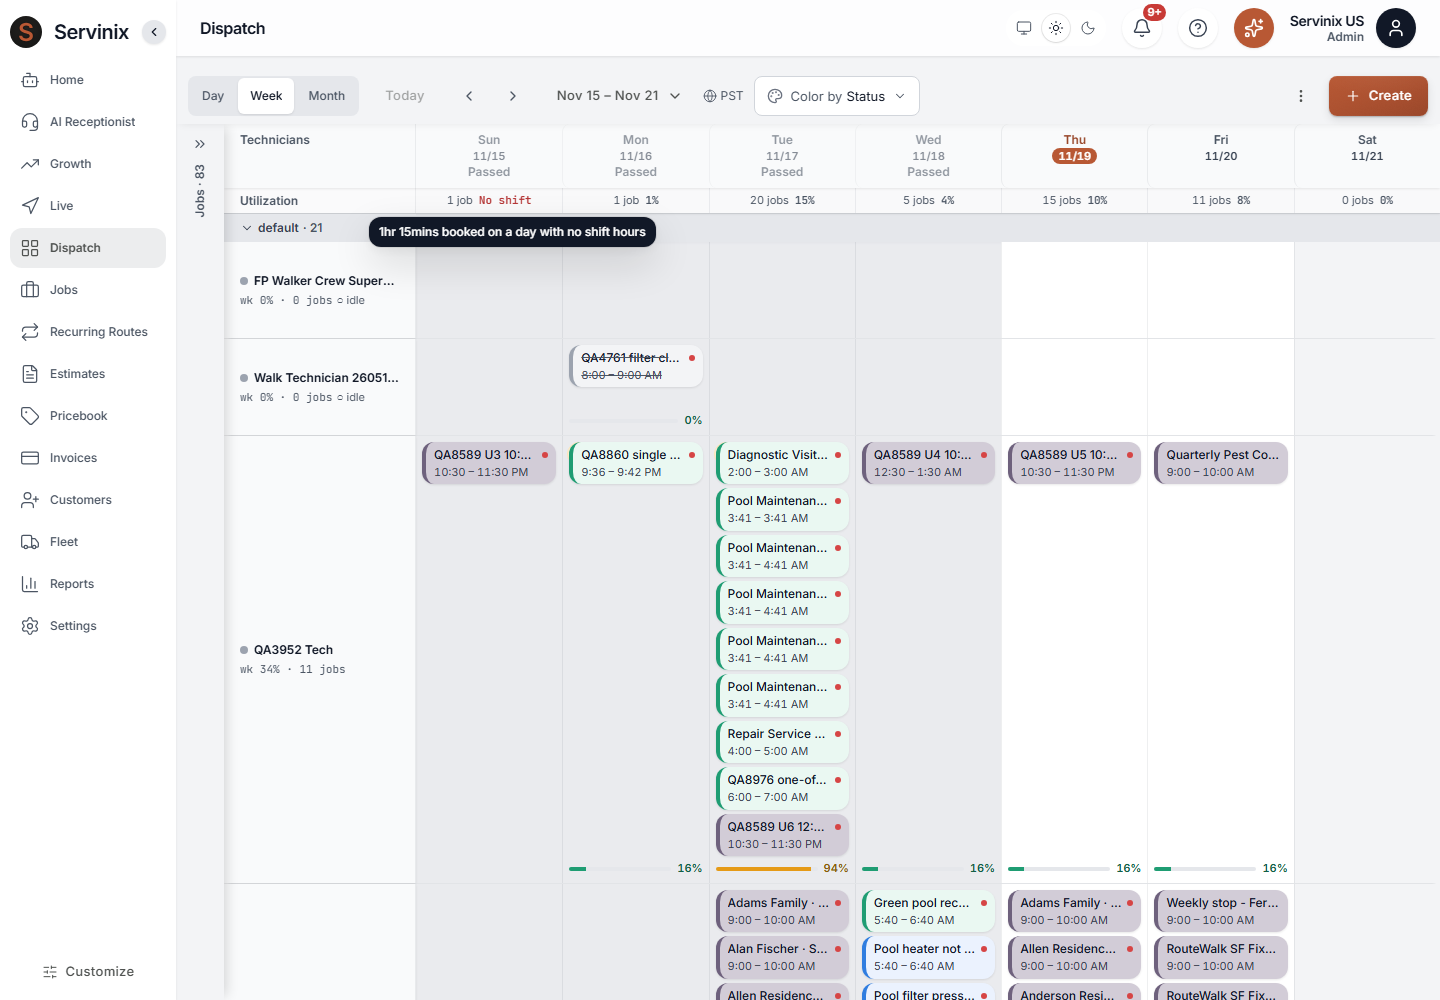 Servinix
Home
AI Receptionist
Growth
Live
Dispatch
Jobs
Recurring Routes
Estimates
Pricebook
Invoices
Customers
Fleet
Reports
Settings
Customize
Dispatch
9+
Servinix US
Admin
Day Week Month
Today
Nov 15 – Nov 21
PST
Color by Status
Create
Jobs · 83
Technicians
Sun
11/15
Passed
Mon
11/16
Passed
Tue
11/17
Passed
Wed
11/18
Passed
Thu
11/19
Fri
11/20
Sat
11/21
Utilization
1 job No shift
1 job 1%
20 jobs 15%
5 jobs 4%
15 jobs 10%
11 jobs 8%
0 jobs 0%
default · 21
1hr 15mins booked on a day with no shift hours
FP Walker Crew Super...
wk 0% · 0 jobs ○ idle
Walk Technician 26051...
wk 0% · 0 jobs ○ idle
QA4761 filter cl...
8:00 – 9:00 AM
0%
QA3952 Tech
wk 34% · 11 jobs
QA8589 U3 10:...
10:30 – 11:30 PM
QA8860 single ...
9:36 – 9:42 PM
16%
Diagnostic Visit...
2:00 – 3:00 AM
Pool Maintenan...
3:41 – 3:41 AM
Pool Maintenan...
3:41 – 4:41 AM
Pool Maintenan...
3:41 – 4:41 AM
Pool Maintenan...
3:41 – 4:41 AM
Pool Maintenan...
3:41 – 4:41 AM
Repair Service ...
4:00 – 5:00 AM
QA8976 one-of...
6:00 – 7:00 AM
QA8589 U6 12:...
10:30 – 11:30 PM
94%
QA8589 U4 10:...
12:30 – 1:30 AM
16%
QA8589 U5 10:...
10:30 – 11:30 PM
16%
Quarterly Pest Co...
9:00 – 10:00 AM
16%
Adams Family · ...
9:00 – 10:00 AM
Alan Fischer · S...
9:00 – 10:00 AM
Allen Residenc...
Green pool rec...
5:40 – 6:40 AM
Pool heater not ...
5:40 – 6:40 AM
Pool filter press...
Adams Family · ...
9:00 – 10:00 AM
Allen Residenc...
9:00 – 10:00 AM
Anderson Resi...
Weekly stop - Fer...
9:00 – 10:00 AM
RouteWalk SF Fix...
9:00 – 10:00 AM
RouteWalk SF Fix...